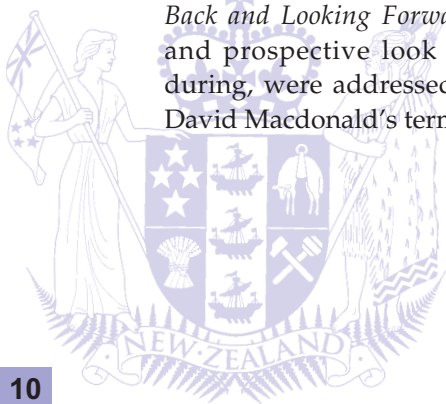 Back and Looking Forwa
and prospective look
during, were addressed
David Macdonald's term
NEW·ZEALAND
10